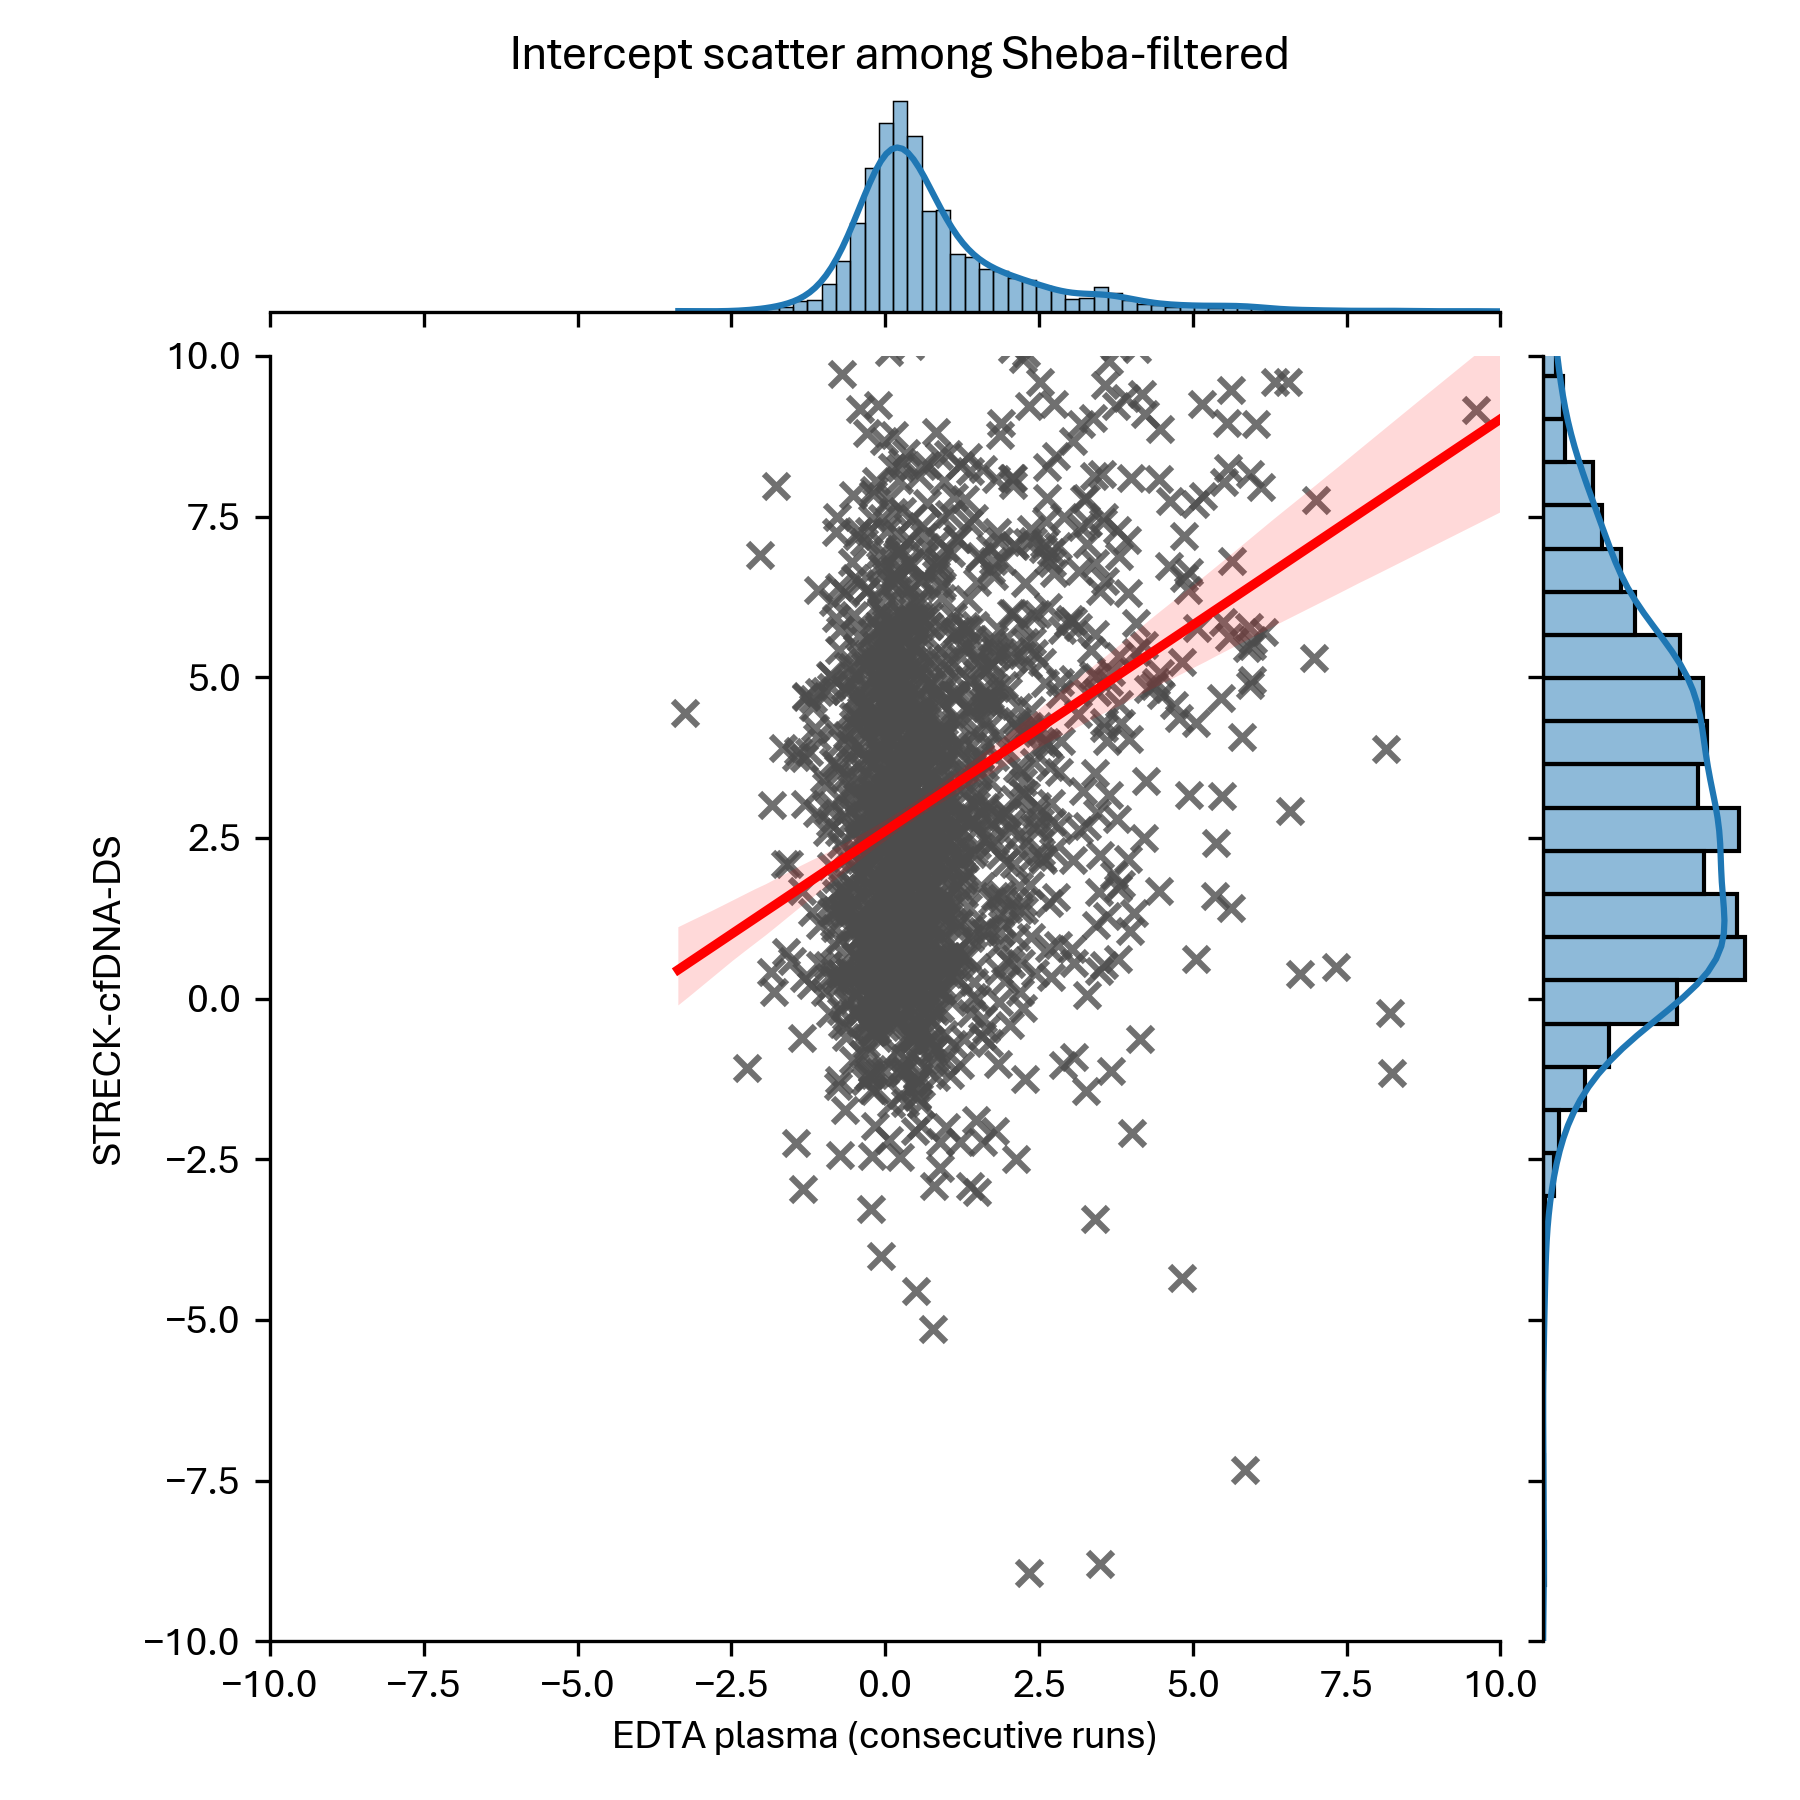 Intercept scatter among Sheba-filtered
10.0
7.5
5.0
2.5
0.0
−2.5
−5.0
−7.5
−10.0
STRECK-cfDNA-DS
−10.0 −7.5 −5.0 −2.5 0.0 2.5 5.0 7.5 10.0
EDTA plasma (consecutive runs)